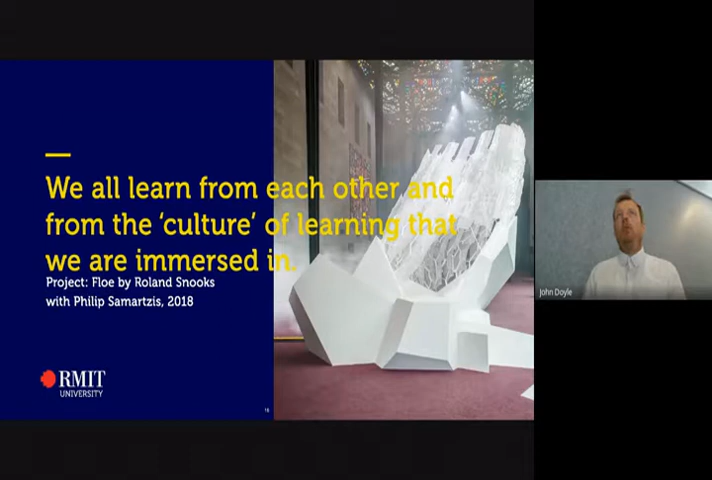 We all learn from each other and
from the ‘culture’ of learning that
we are immersed in.
Project: Floe by Roland Snooks
with Philip Samartzis, 2018
RMIT
UNIVERSITY
16
John Doyle